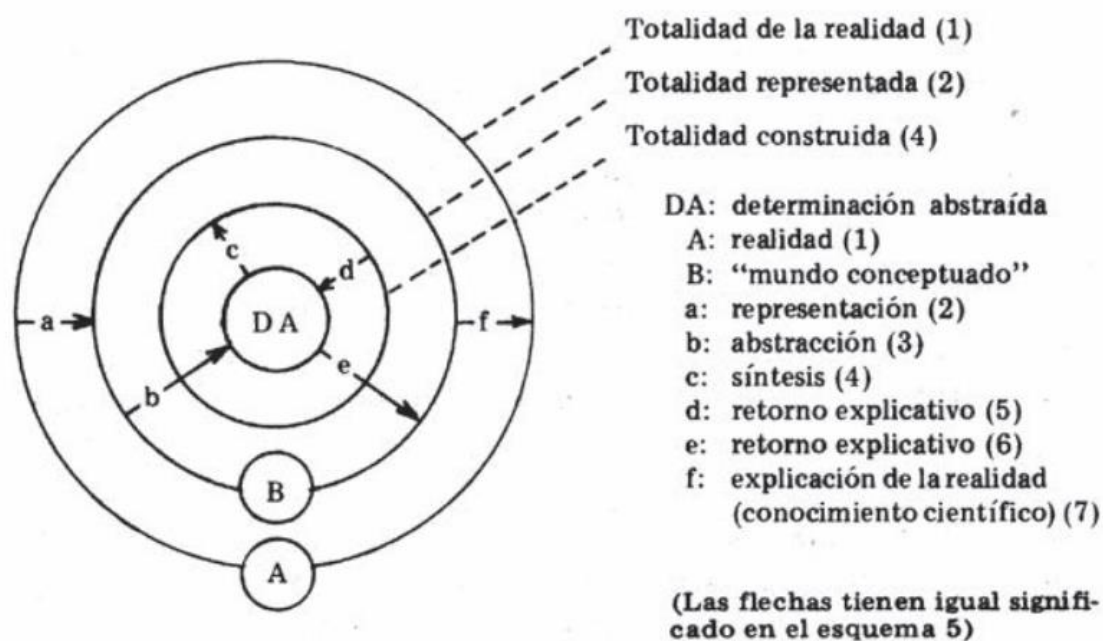 Totalidad de la realidad (1)
Totalidad representada (2)
Totalidad construida (4)
DA: determinación abstraída
A: realidad (1)
B: “mundo conceptuado”
a: representación (2)
b: abstracción (3)
c: síntesis (4)
d: retorno explicativo (5)
e: retorno explicativo (6)
f: explicación de la realidad
(conocimiento científico) (7)
(Las flechas tienen igual signifi-
cado en el esquema 5)
c
d
D A
a
f
b
e
B
A